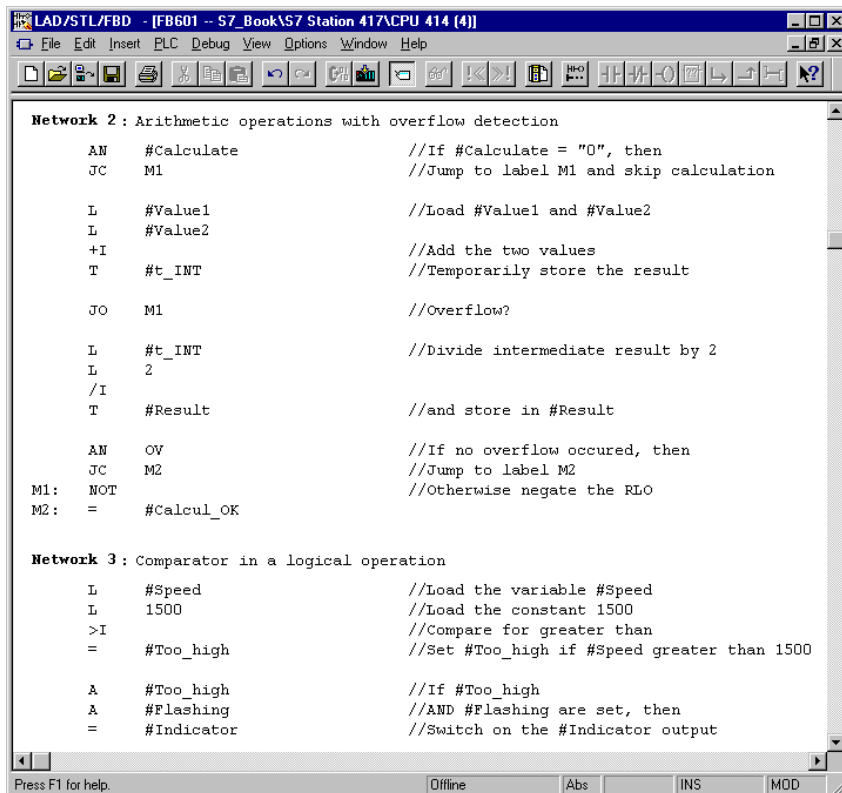 LAD/STL/FBD - [FB601 -- S7_Book\S7 Station 417\CPU 414 (4)]
File Edit Insert PLC Debug View Options Window Help
Network 2 : Arithmetic operations with overflow detection
AN #Calculate //If #Calculate = "0", then
JC M1 //Jump to label M1 and skip calculation
L #Value1 //Load #Value1 and #Value2
L #Value2
+I //Add the two values
T #t_INT //Temporarily store the result
JO M1 //Overflow?
L #t_INT //Divide intermediate result by 2
L 2
/I
T #Result //and store in #Result
AN OV //If no overflow occured, then
JC M2 //Jump to label M2
M1: NOT //Otherwise negate the RLO
M2: = #Calcul_OK
Network 3 : Comparator in a logical operation
L #Speed //Load the variable #Speed
L 1500 //Load the constant 1500
>I //Compare for greater than
= #Too_high //Set #Too_high if #Speed greater than 1500
A #Too_high //If #Too_high
A #Flashing //AND #Flashing are set, then
= #Indicator //Switch on the #Indicator output
Press F1 for help. Offline Abs INS MOD